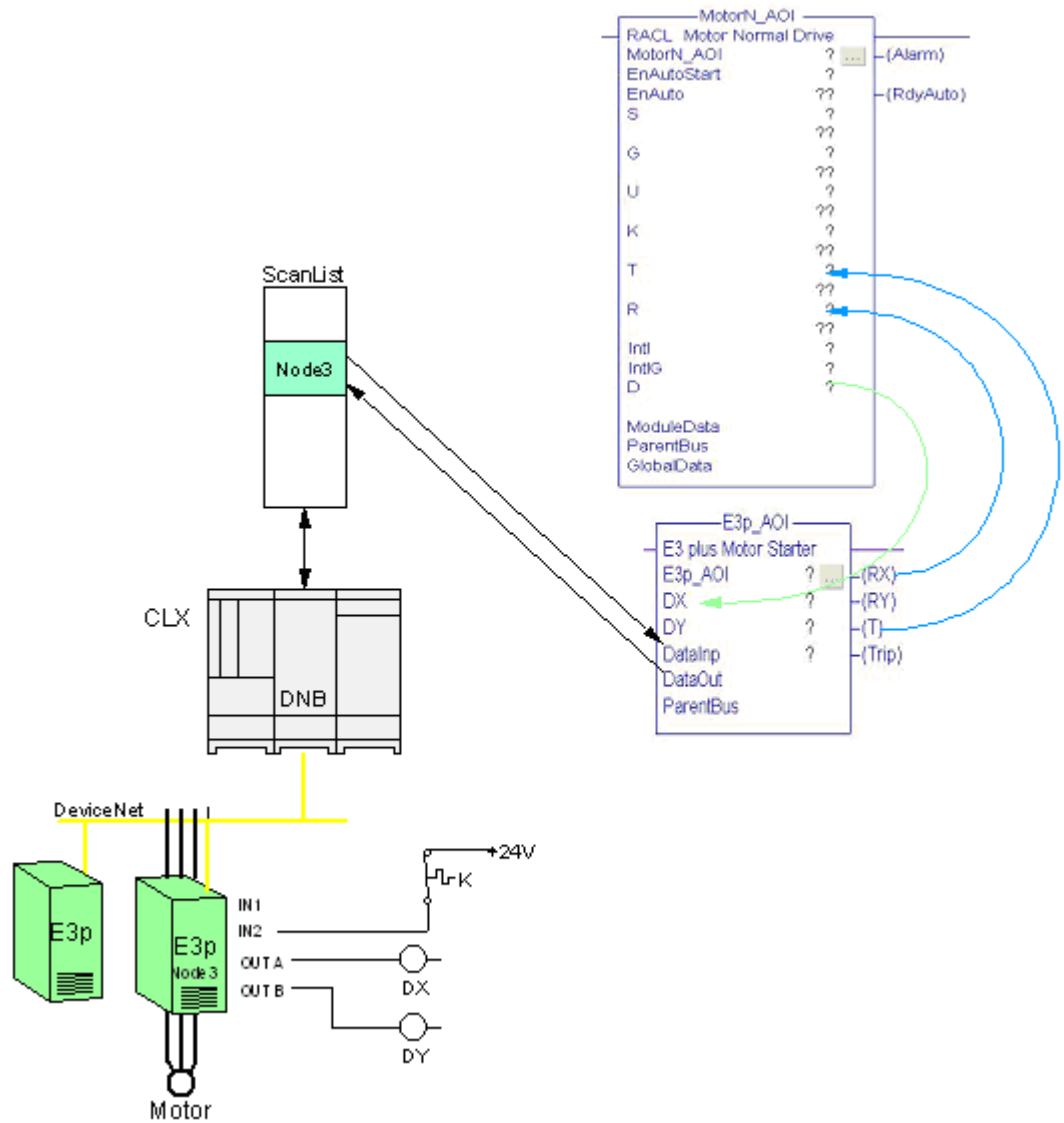 MotorN_AOI
RACL Motor Normal Drive
MotorN_AOI ? ... (Alarm)
EnAutoStart ?
EnAuto ?? (RdyAuto)
S ?
??
G ?
??
U ?
??
K ?
??
T ?
??
R ?
??
Intl ?
IntlG ?
D ?
ModuleData
ParentBus
GlobalData
ScanList
Node3
E3p_AOI
E3 plus Motor Starter
E3p_AOI ? ... (RX)
DX ? (RY)
DY ? (T)
DataInp ? (Trip)
DataOut
ParentBus
CLX
DNB
DeviceNet
+24V
K
IN1
IN2
OUT A
OUT B
DX
DY
E3p
E3p
Node 3
Motor